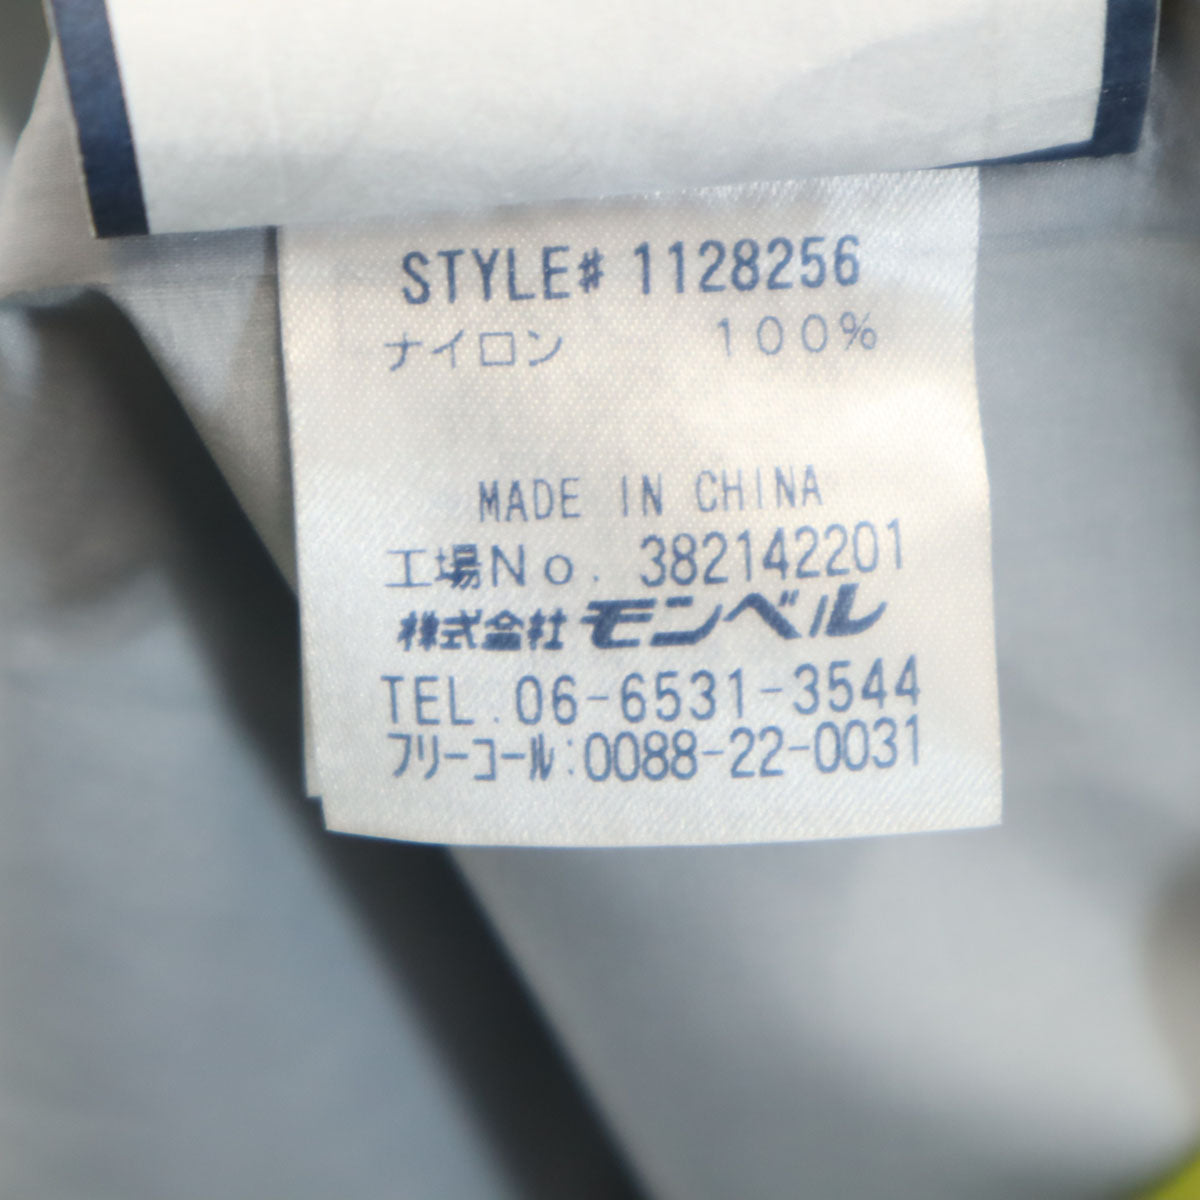 STYLE# 1128256
ナイロン 100%
MADE IN CHINA
工場No. 382142201
株式会社 モンベル
TEL.06-6531-3544
フリーコール:0088-22-0031